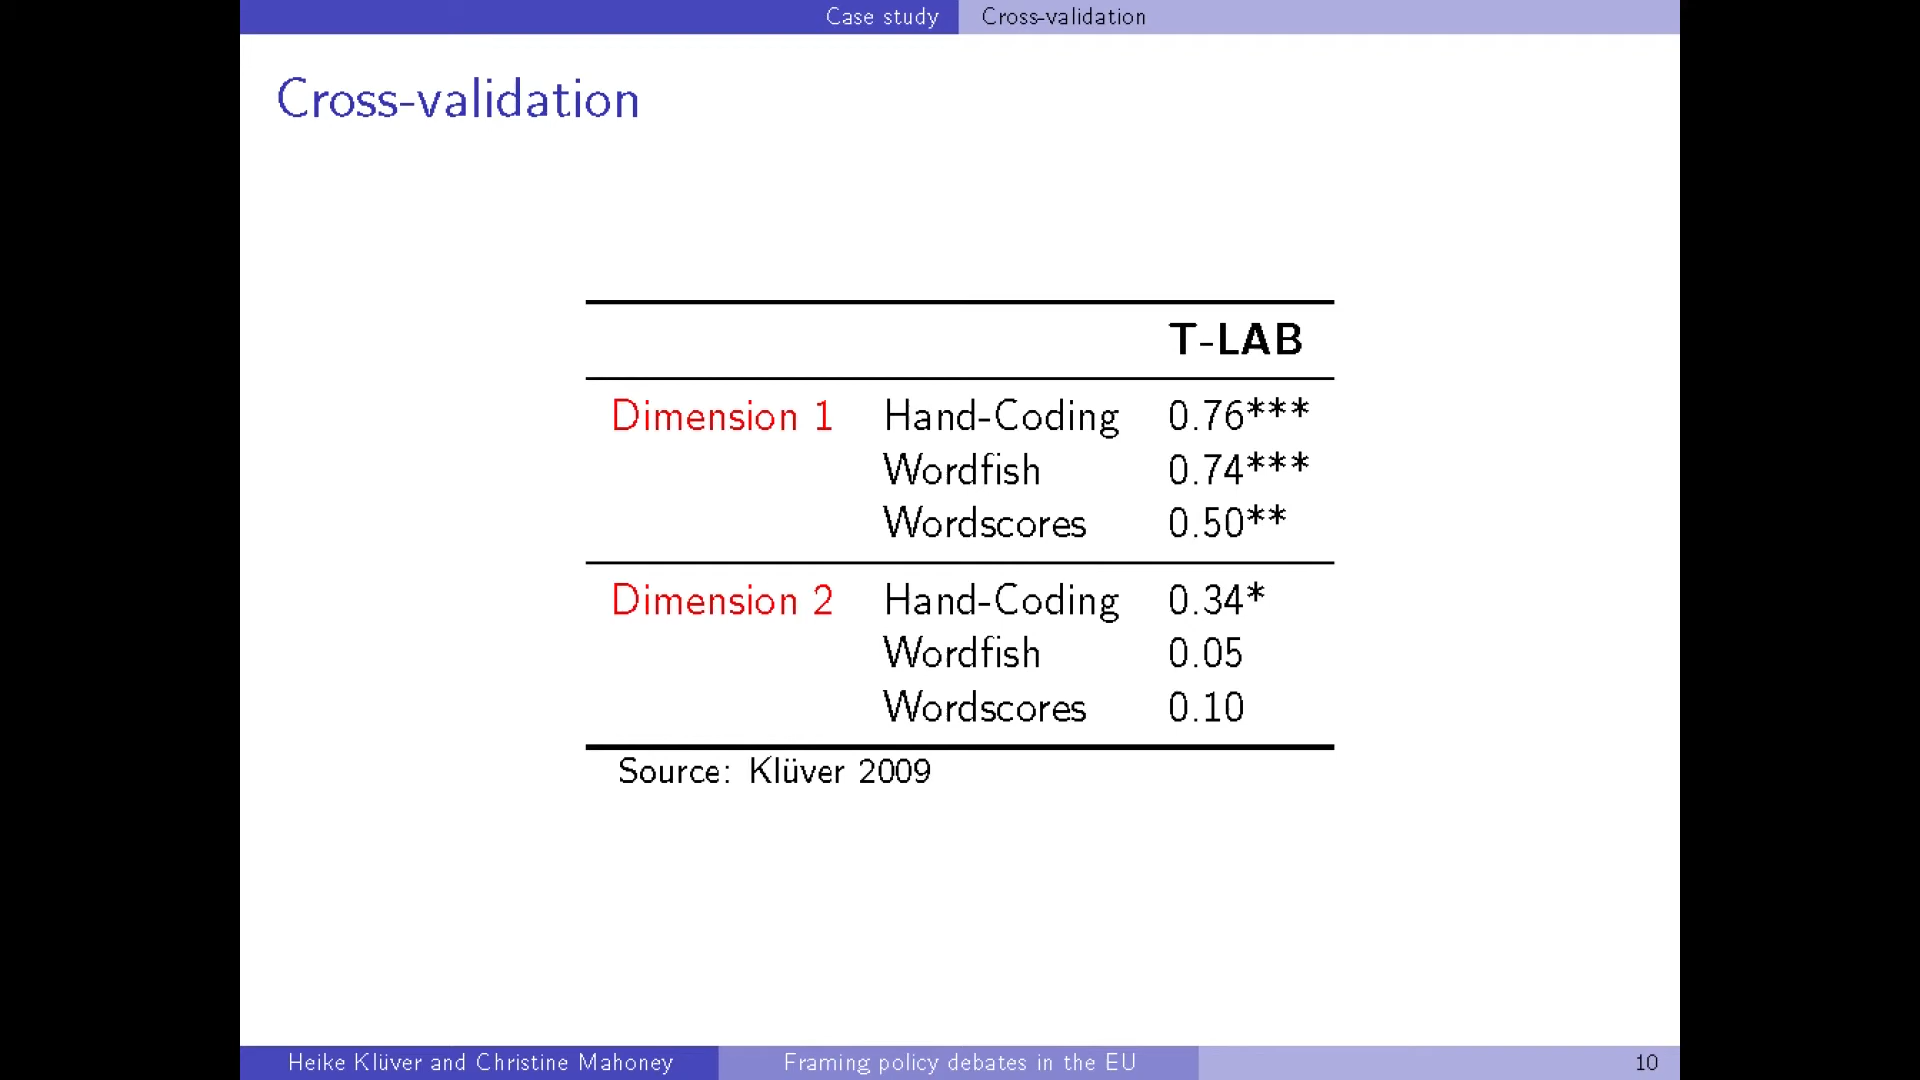 Case study Cross-validation
Cross-validation
T-LAB
Dimension 1 Hand-Coding 0.76***
Wordfish 0.74***
Wordscores 0.50**
Dimension 2 Hand-Coding 0.34*
Wordfish 0.05
Wordscores 0.10
Source: Klüver 2009
Heike Klüver and Christine Mahoney Framing policy debates in the EU 10